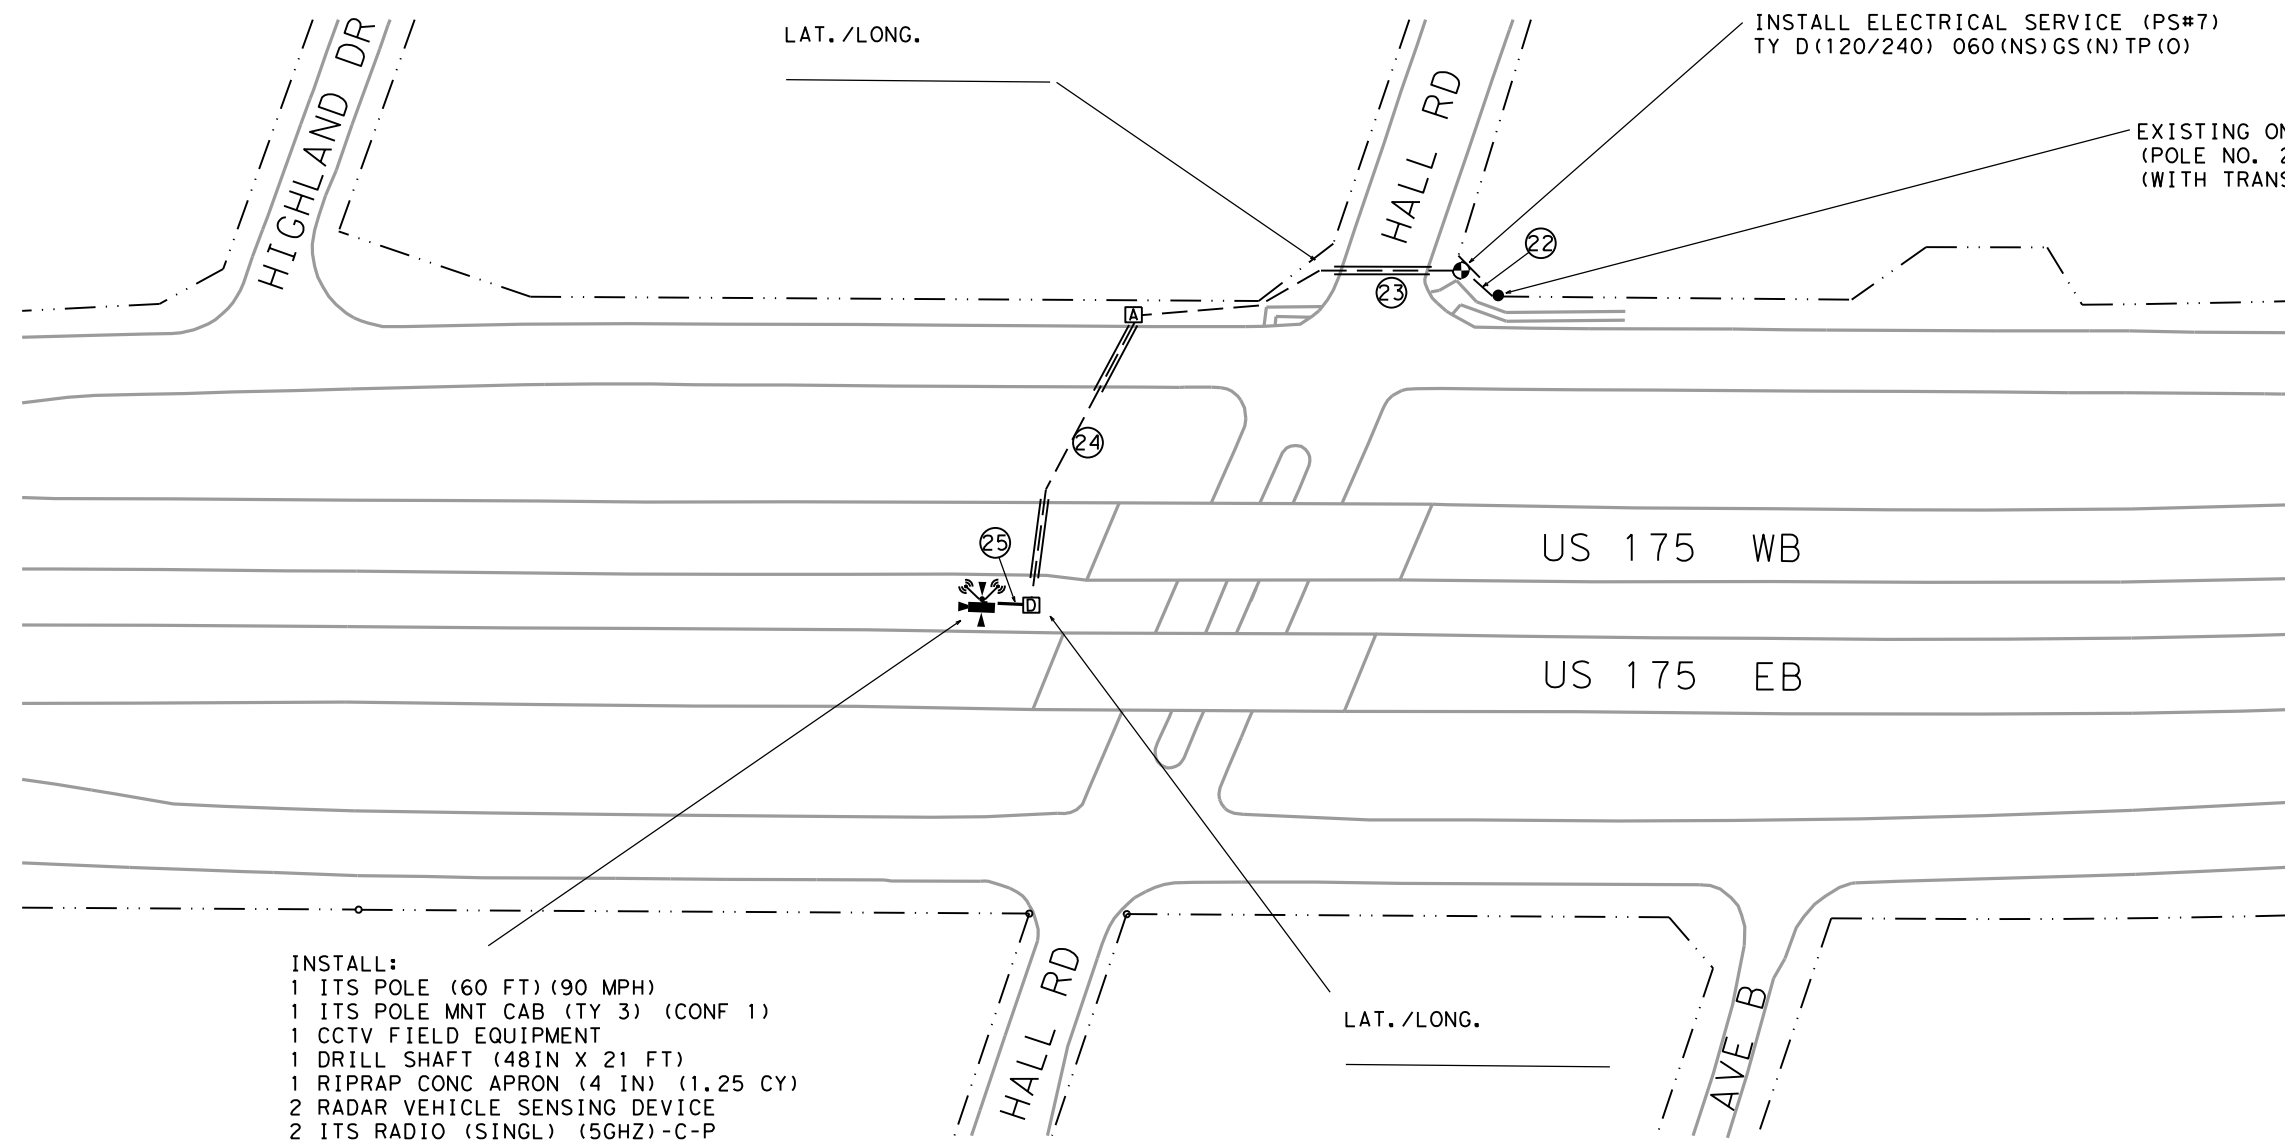 HIGHLAND DR
LAT./LONG.
HALL RD
INSTALL ELECTRICAL SERVICE (PS#7)
TY D(120/240) 060(NS)GS(N)TP(O)
EXISTING
(POLE NO.
(WITH
22
23
A
24
25
D
US 175 WB
US 175 EB
INSTALL:
1 ITS POLE (60 FT)(90 MPH)
1 ITS POLE MNT CAB (TY 3) (CONF 1)
1 CCTV FIELD EQUIPMENT
1 DRILL SHAFT (48IN X 21 FT)
1 RIPRAP CONC APRON (4 IN) (1.25 CY)
2 RADAR VEHICLE SENSING DEVICE
2 ITS RADIO (SINGL) (5GHZ)-C-P
HALL RD
LAT./LONG.
AVE B